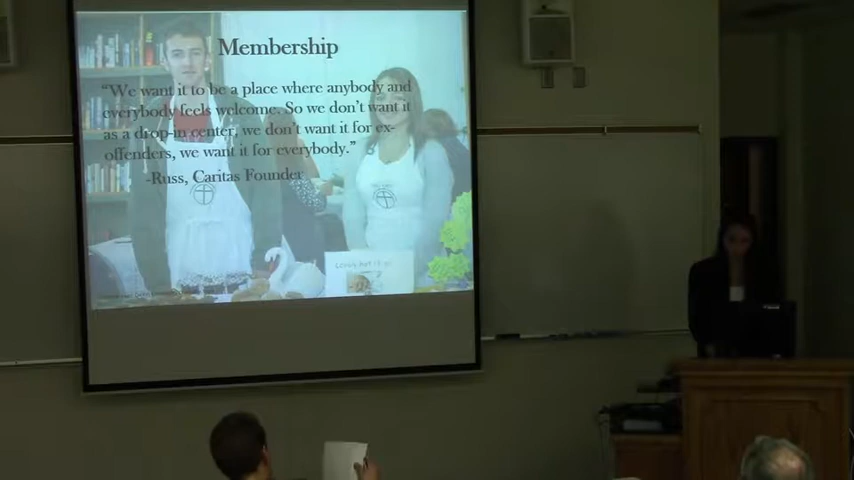 Membership
"We want it to be a place where anybody and
everybody feels welcome. So we don't want it
as a drop-in center, we don't want it for ex-
offenders, we want it for everybody."
-Russ, Caritas Founder